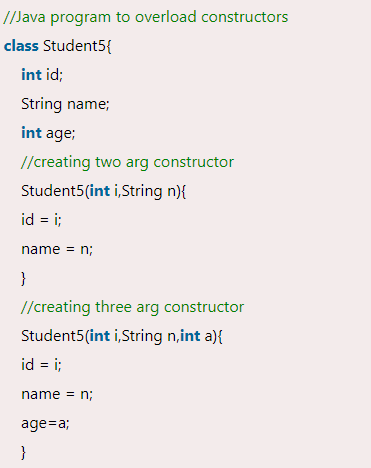 //Java program to overload constructors
class Student5{
int id;
String name;
int age;
//creating two arg constructor
Student5(int i,String n){
id = i;
name = n;
}
//creating three arg constructor
Student5(int i,String n,int a){
id = i;
name = n;
age=a;
}